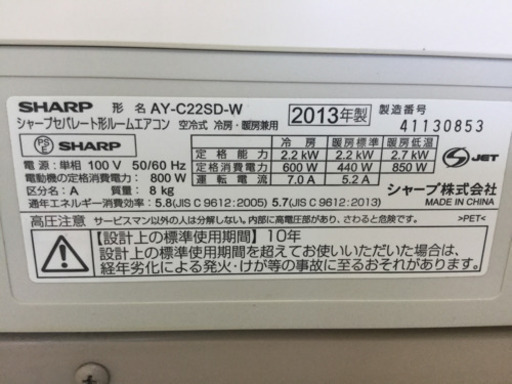 SHARP 形名 AY-C22SD-W 2013年製 製造番号
シャープセパレート形ルームエアコン 空冷式 冷房・暖房兼用 41130853
PSE SHARP
電源：単相 100 V 50/60 Hz
電動機の定格消費電力： 800 W
区分名：A 質量： 8 kg
冷房 暖房標準 暖房低温
定格能力 2.2 kW 2.2 kW 2.7 kW
定格消費電力 600 W 440 W 850 W
運転電流 7.0 A 5.2 A
S JET
通年エネルギー消費効率： 5.8(JIS C 9612：2005) 5.7(JIS C 9612：2013)
シャープ株式会社
MADE IN CHINA
高圧注意 サービスマン以外の人は分解しないでください、内部に高電圧部があり、さわると危険です。 >PET<
【設計上の標準使用期間】10年
設計上の標準使用期間を超えてお使いいただいた場合は、
経年劣化による発火・けが等の事故に至るおそれがあります。